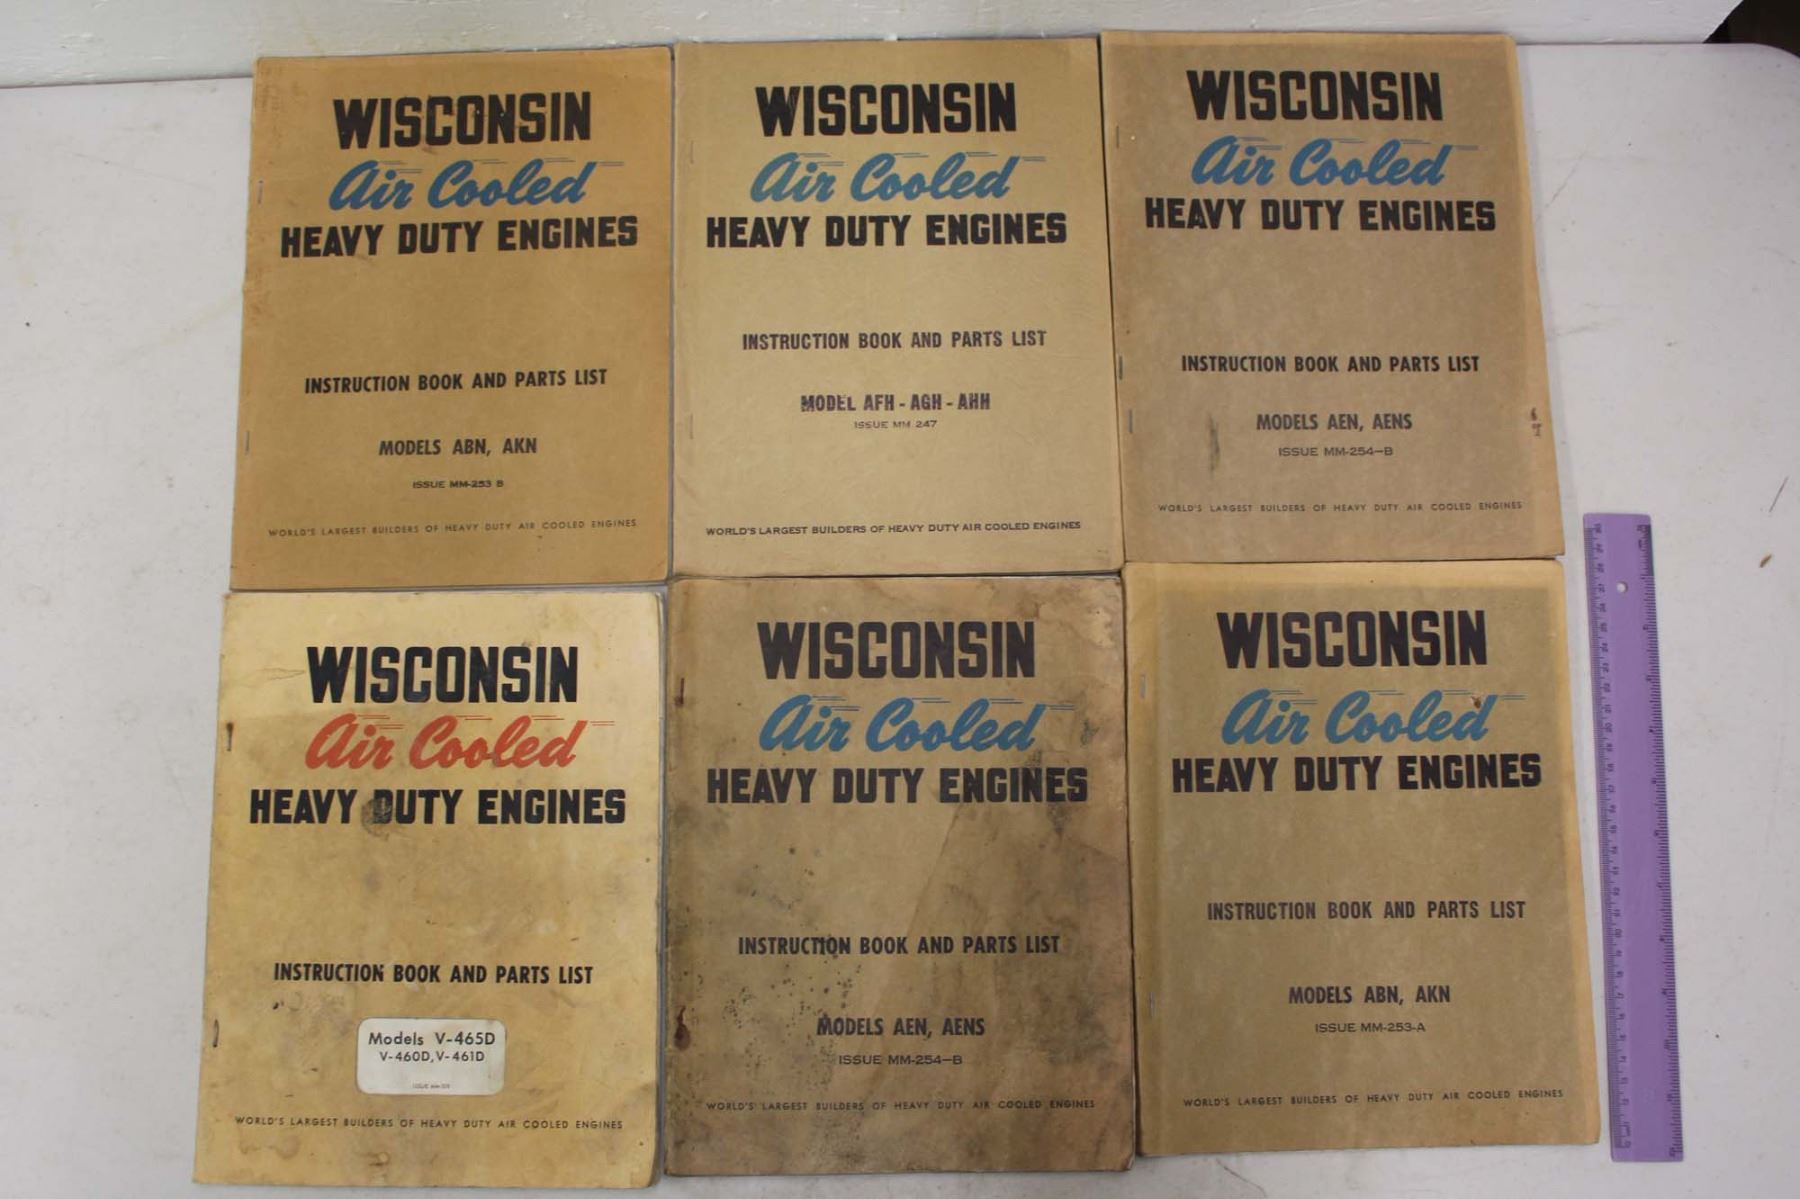 WISCONSIN
Air Cooled
HEAVY DUTY ENGINES
INSTRUCTION BOOK AND PARTS LIST
MODELS ABN, AKN
ISSUE MM-253 B
WORLD'S LARGEST BUILDERS OF HEAVY DUTY AIR COOLED ENGINES
WISCONSIN
Air Cooled
HEAVY DUTY ENGINES
INSTRUCTION BOOK AND PARTS LIST
MODEL AFH - AGH - AHH
ISSUE MM 247
WORLD'S LARGEST BUILDERS OF HEAVY DUTY AIR COOLED ENGINES
WISCONSIN
Air Cooled
HEAVY DUTY ENGINES
INSTRUCTION BOOK AND PARTS LIST
MODELS AEN, AENS
ISSUE MM-254-B
WORLD'S LARGEST BUILDERS OF HEAVY DUTY AIR COOLED ENGINES
WISCONSIN
Air Cooled
HEAVY DUTY ENGINES
INSTRUCTION BOOK AND PARTS LIST
Models V-465D
V-460D, V-461D
ISSUE
WORLD'S LARGEST BUILDERS OF HEAVY DUTY AIR COOLED ENGINES
WISCONSIN
Air Cooled
HEAVY DUTY ENGINES
INSTRUCTION BOOK AND PARTS LIST
MODELS AEN, AENS
ISSUE MM-254-B
WORLD'S LARGEST BUILDERS OF HEAVY DUTY AIR COOLED ENGINES
WISCONSIN
Air Cooled
HEAVY DUTY ENGINES
INSTRUCTION BOOK AND PARTS LIST
MODELS ABN, AKN
ISSUE MM-253-A
WORLD'S LARGEST BUILDERS OF HEAVY DUTY AIR COOLED ENGINES